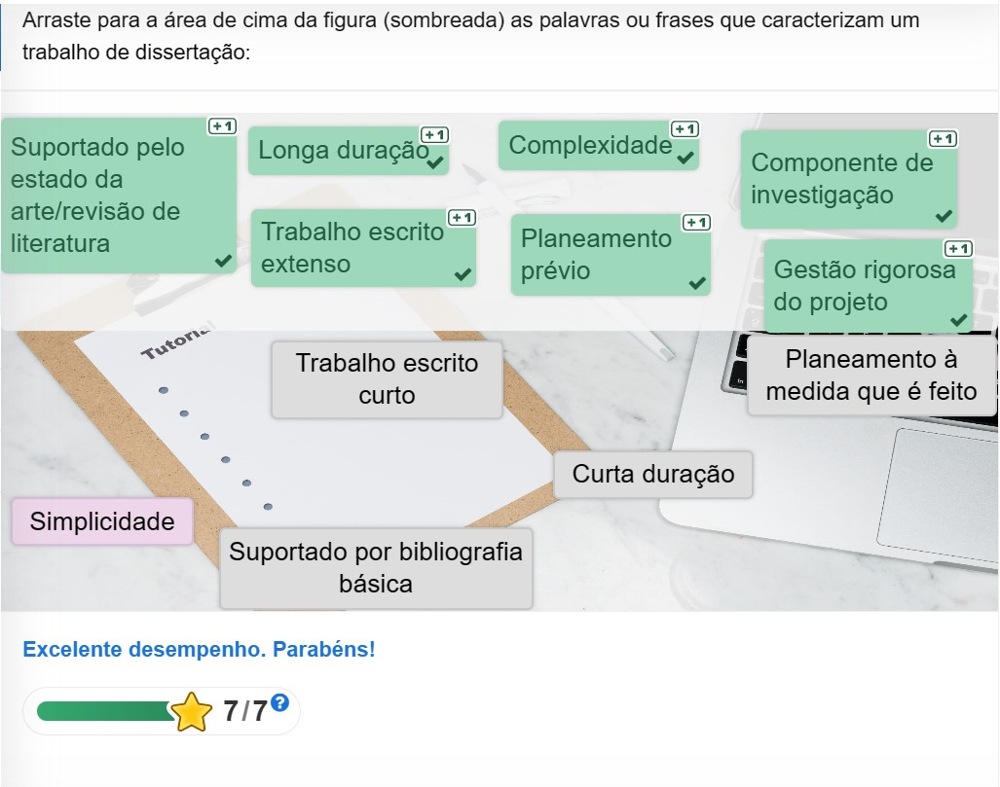 Arraste para a área de cima da figura (sombreada) as palavras ou frases que caracterizam um
trabalho de dissertação:
+1
Suportado pelo
estado da
arte/revisão de
literatura
+1
Longa duração
+1
Complexidade
+1
Componente de
investigação
+1
Trabalho escrito
extenso
+1
Planeamento
prévio
+1
Gestão rigorosa
do projeto
Tutorial
Trabalho escrito
curto
Planeamento à
medida que é feito
Curta duração
Simplicidade
Suportado por bibliografia
básica
Excelente desempenho. Parabéns!
7/7
?